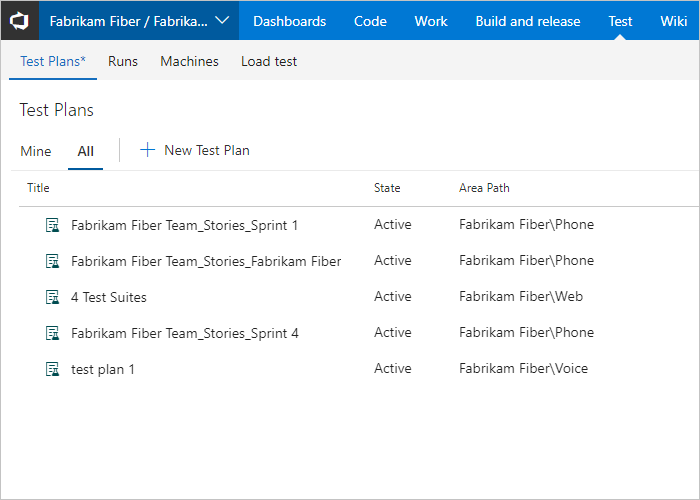 Fabrikam Fiber / Fabrika... Dashboards Code Work Build and release Test Wiki
Test Plans* Runs Machines Load test
Test Plans
Mine All New Test Plan
Title State Area Path
Fabrikam Fiber Team_Stories_Sprint 1 Active Fabrikam Fiber\Phone
Fabrikam Fiber Team_Stories_Fabrikam Fiber Active Fabrikam Fiber\Phone
4 Test Suites Active Fabrikam Fiber\Web
Fabrikam Fiber Team_Stories_Sprint 4 Active Fabrikam Fiber\Phone
test plan 1 Active Fabrikam Fiber\Voice